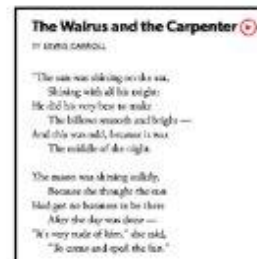 The Walrus and the Carpenter
BY LEWIS CARROLL
"The sun was shining on the sea,
Shining with all his might:
He did his very best to make
The billows smooth and bright —
And this was odd, because it was
The middle of the night.
The moon was shining sulkily,
Because she thought the sun
Had got no business to be there
After the day was done —
"It's very rude of him," she said,
"To come and spoil the fun."